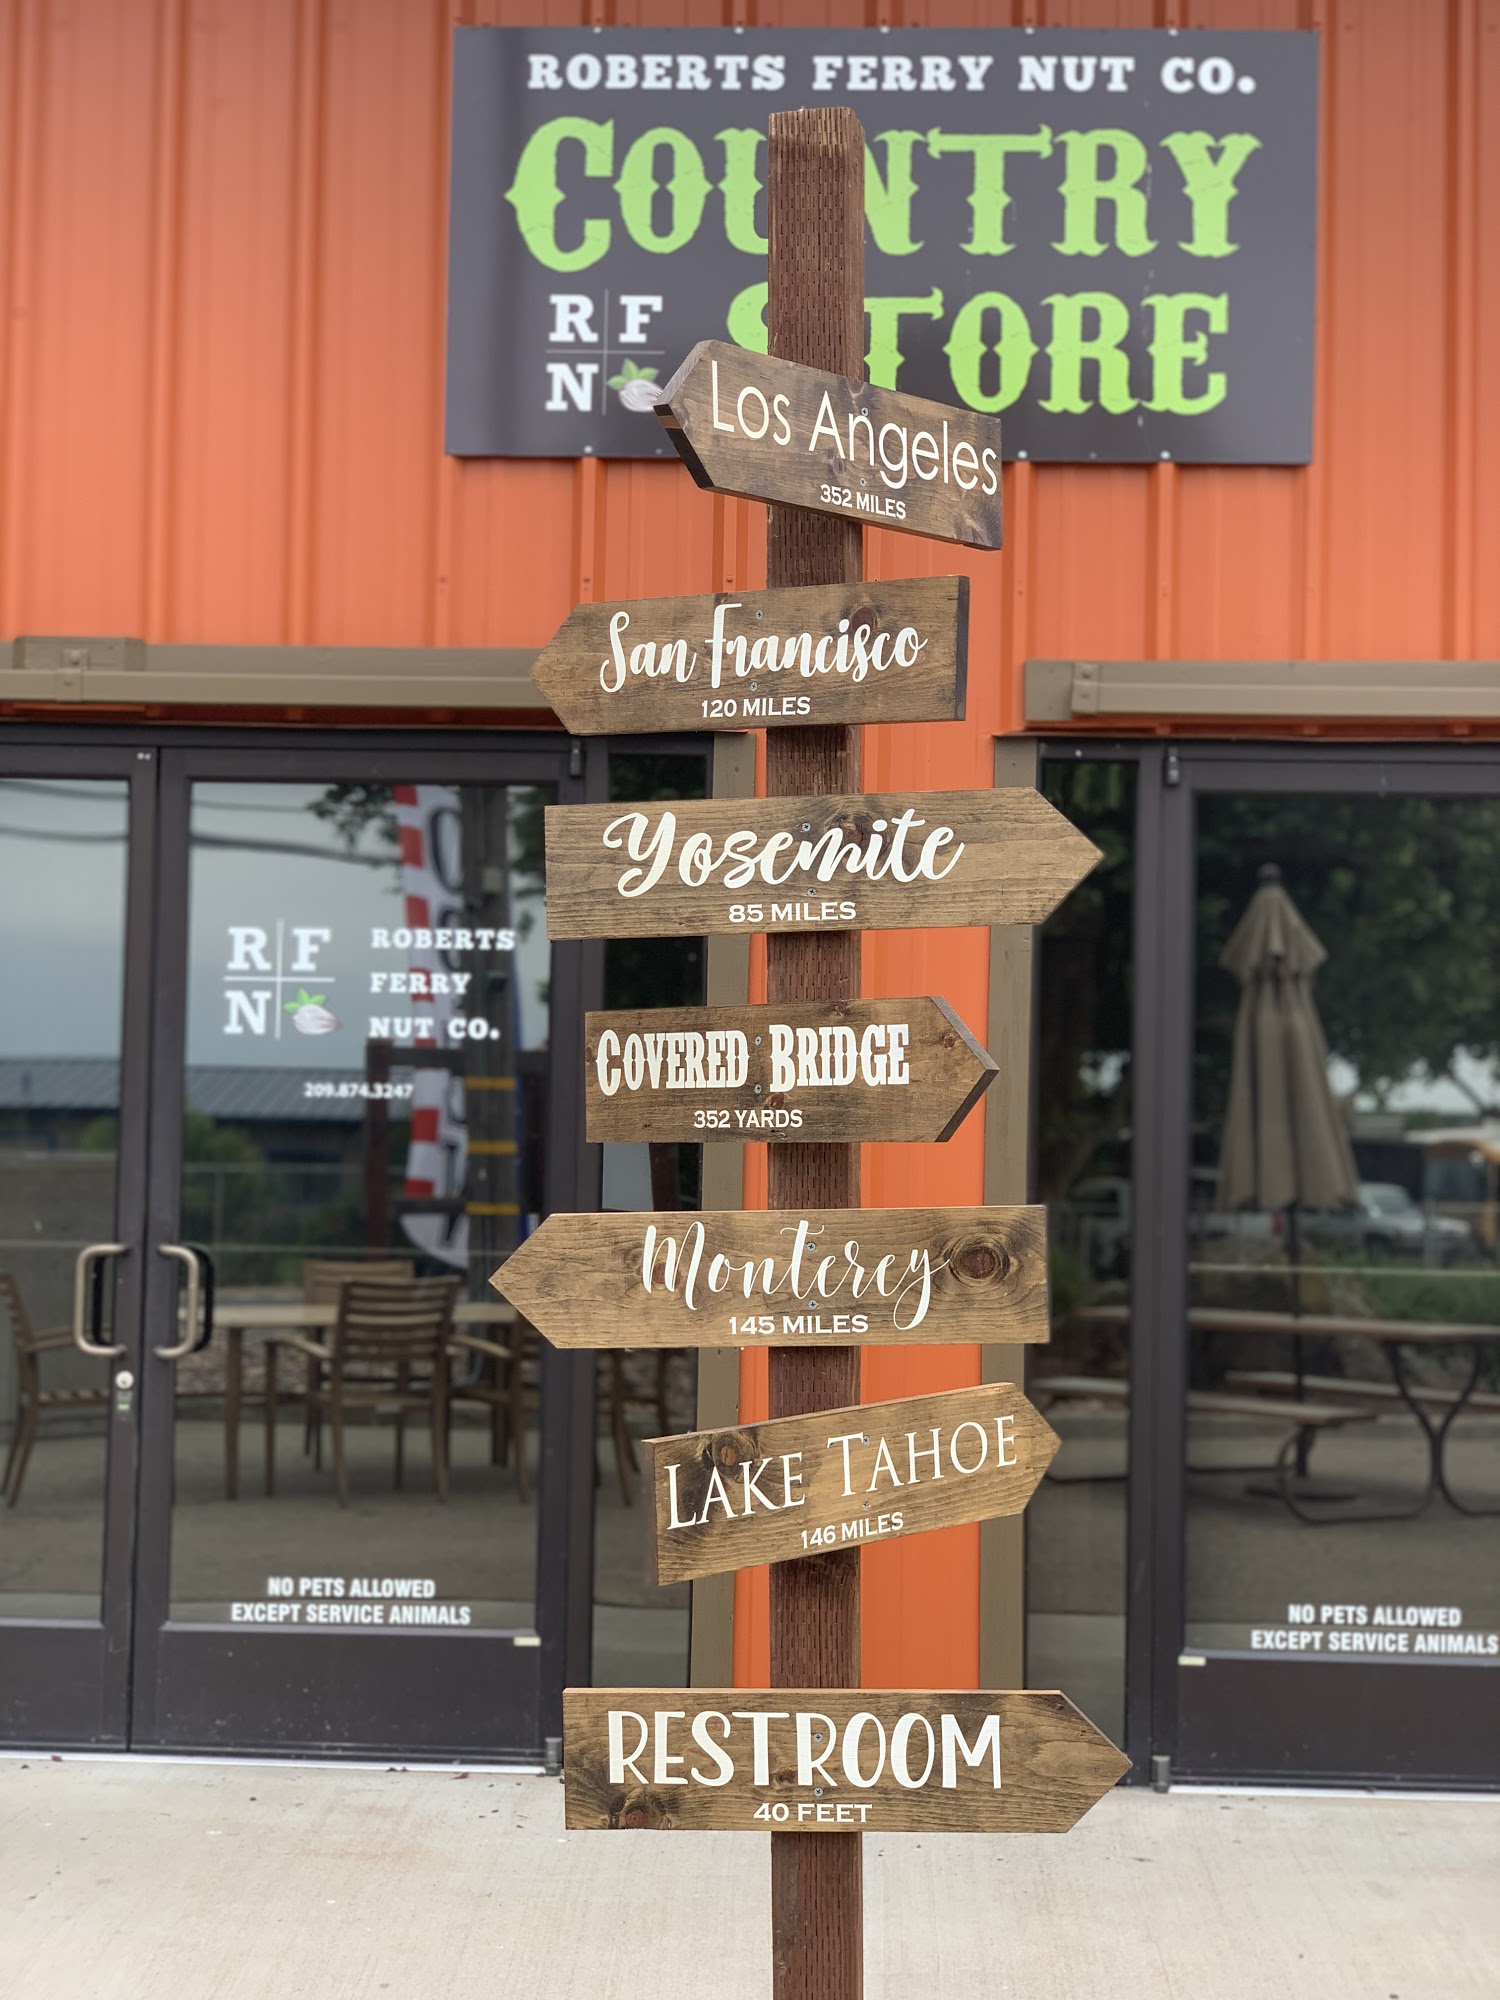 ROBERTS FERRY NUT CO.
COUNTRY
STORE
R F
N
Los Angeles
352 MILES
San Francisco
120 MILES
Yosemite
85 MILES
R F
N
ROBERTS
FERRY
NUT CO.
209.874.3247
COVERED BRIDGE
352 YARDS
Monterey
145 MILES
LAKE TAHOE
146 MILES
NO PETS ALLOWED
EXCEPT SERVICE ANIMALS
NO PETS ALLOWED
EXCEPT SERVICE ANIMALS
RESTROOM
40 FEET